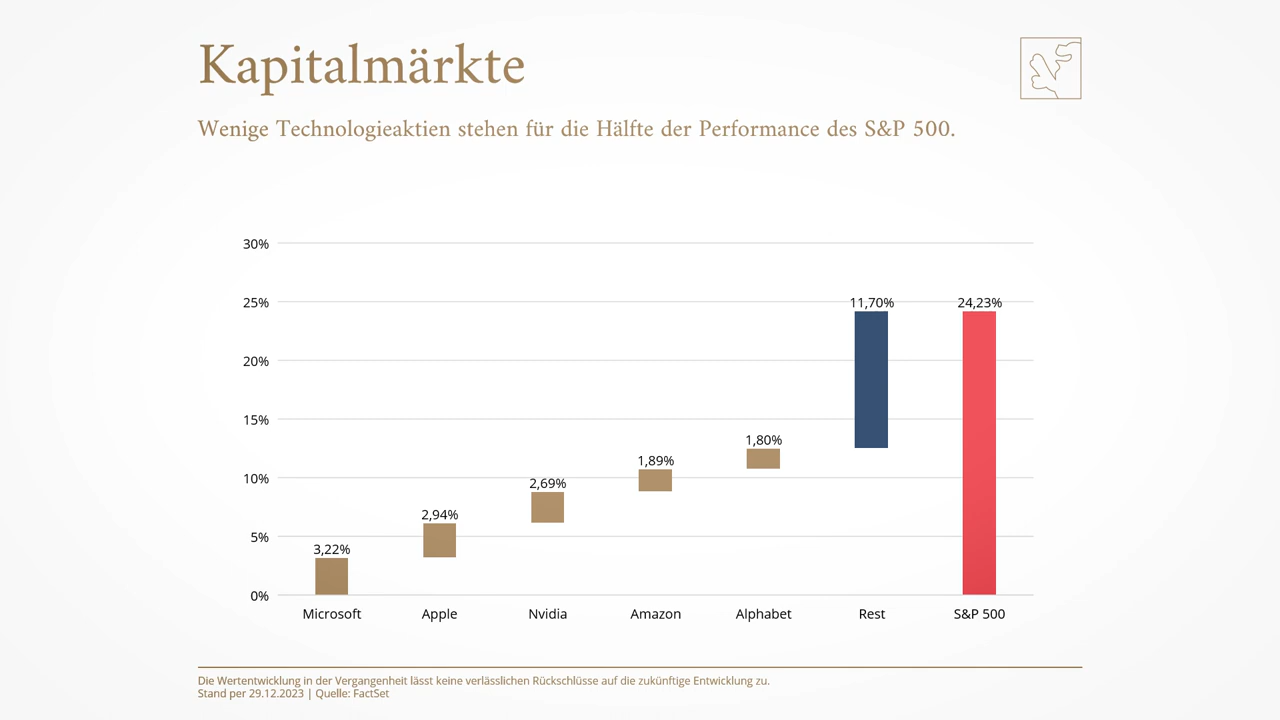 Kapitalmärkte
Wenige Technologieaktien stehen für die Hälfte der Performance des S&P 500.
30%
25%
20%
15%
10%
5%
0%
3,22%
2,94%
2,69%
1,89%
1,80%
11,70%
24,23%
Microsoft Apple Nvidia Amazon Alphabet Rest S&P 500
Die Wertentwicklung in der Vergangenheit lässt keine verlässlichen Rückschlüsse auf die zukünftige Entwicklung zu.
Stand per 29.12.2023 | Quelle: FactSet